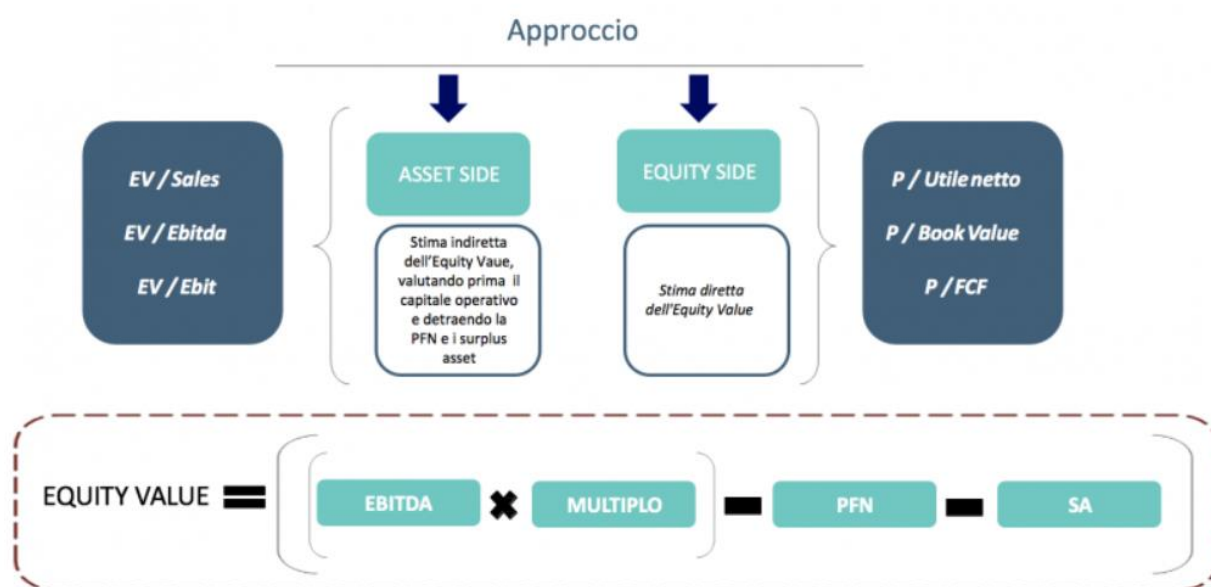 Approccio
EV / Sales
EV / Ebitda
EV / Ebit
ASSET SIDE
Stima indiretta
dell'Equity Vaue,
valutando prima il
capitale operativo
e detraendo la
PFN e i surplus
asset
EQUITY SIDE
Stima diretta
dell'Equity Value
P / Utile netto
P / Book Value
P / FCF
EQUITY VALUE = ( ( EBITDA × MULTIPLO ) − PFN − SA )